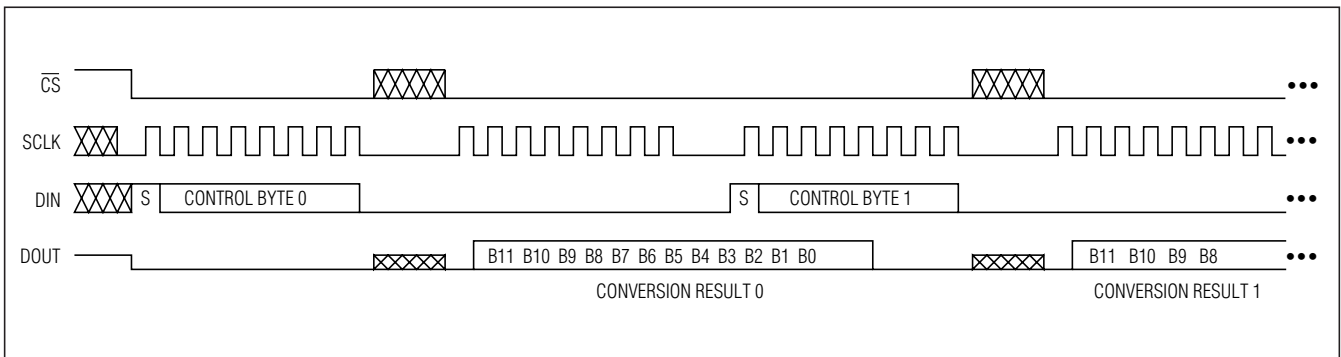 C̅S̅
SCLK
DIN S CONTROL BYTE 0 S CONTROL BYTE 1
DOUT B11 B10 B9 B8 B7 B6 B5 B4 B3 B2 B1 B0 B11 B10 B9 B8
CONVERSION RESULT 0 CONVERSION RESULT 1